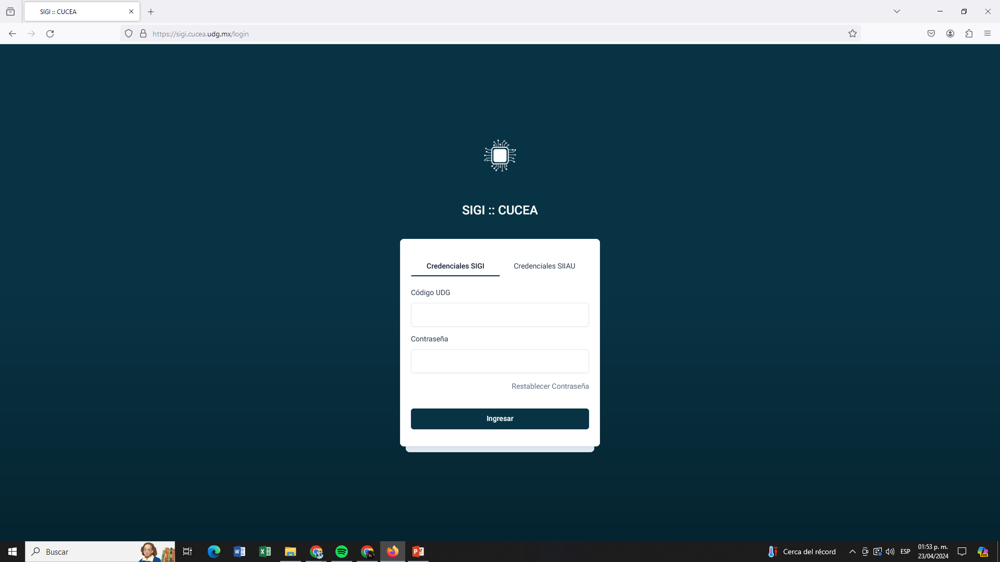 SIGI :: CUCEA
https://sigi.cucea.udg.mx/login
SIGI :: CUCEA
Credenciales SIGI
Credenciales SIIAU
Código UDG
Contraseña
Restablecer Contraseña
Ingresar
Buscar
Cerca del récord
ESP
01:53 p. m.
23/04/2024
PRE